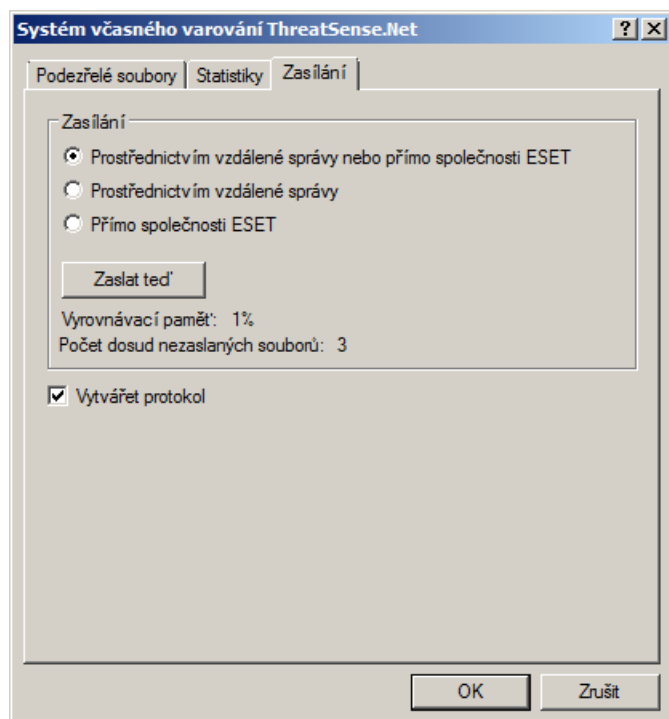 Systém včasného varování ThreatSense.Net
Podezřelé soubory Statistiky Zasílání
Zasílání
Prostřednictvím vzdálené správy nebo přímo společnosti ESET
Prostřednictvím vzdálené správy
Přímo společnosti ESET
Zaslat teď
Vyrovnávací paměť: 1%
Počet dosud nezaslaných souborů: 3
Vytvářet protokol
OK Zrušit